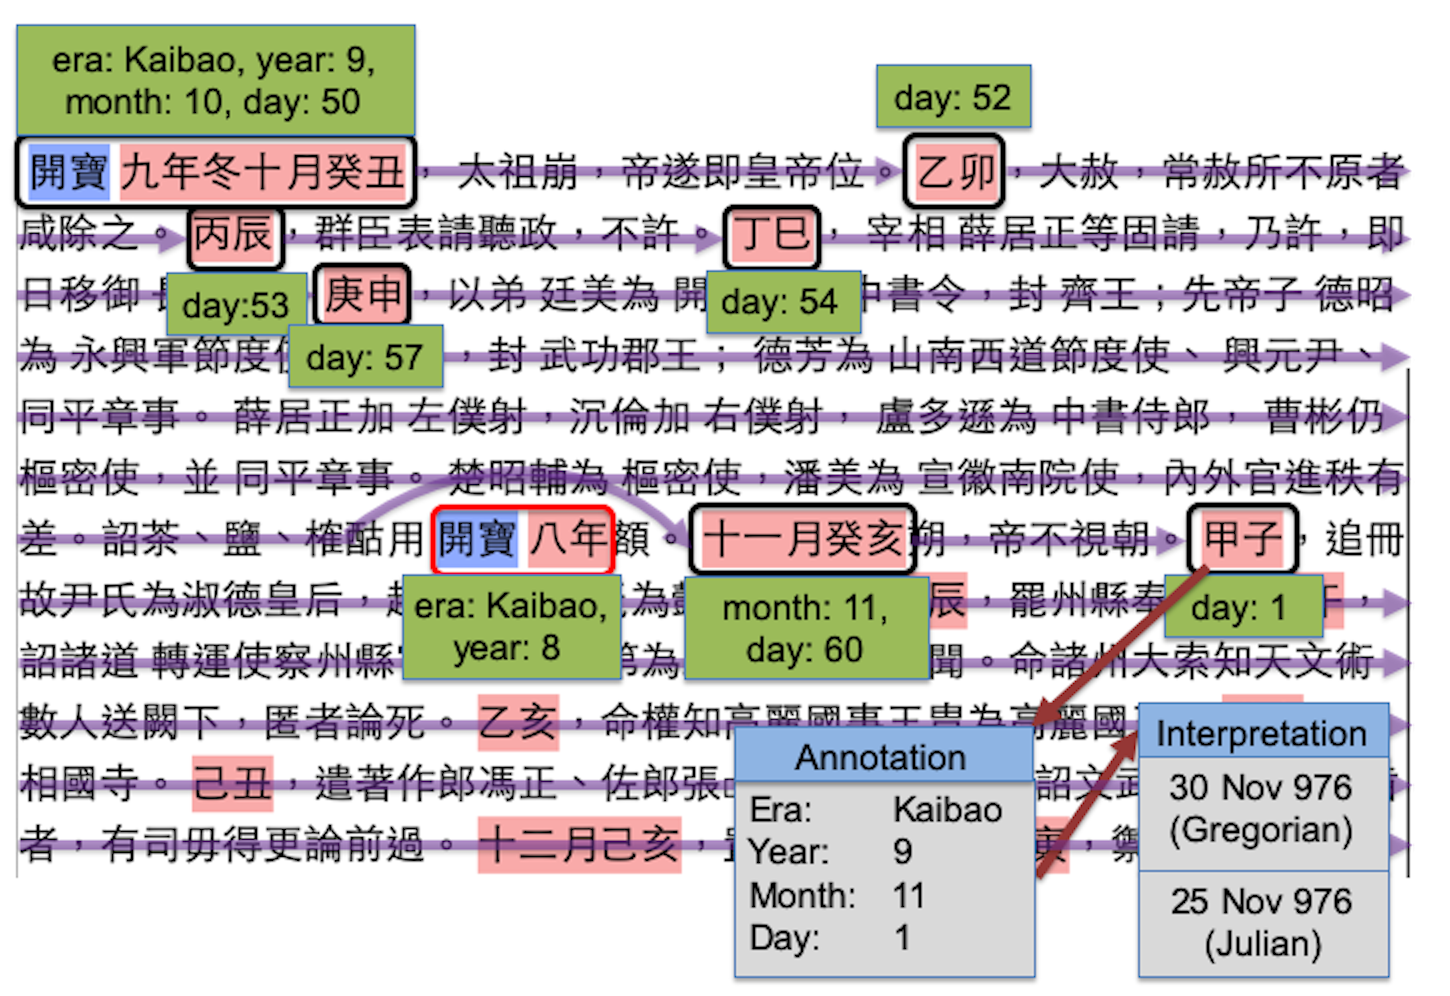 era: Kaibao, year: 9,
month: 10, day: 50
day: 52
開寶 九年冬十月癸丑，太祖崩，帝遂即皇帝位。乙卯，大赦，常赦所不原者
咸除之。丙辰，群臣表請聽政，不許。丁巳，宰相 薛居正等固請，乃許，即
日移御 庚申，以弟 廷美為 開 中書令，封 齊王；先帝子 德昭
day:53
day: 54
為 永興軍節度 ，封 武功郡王； 德芳為 山南西道節度使、 興元尹、
day: 57
同平章事。 薛居正加 左僕射，沉倫加 右僕射， 盧多遜為 中書侍郎， 曹彬仍
樞密使，並 同平章事。 楚昭輔為 樞密使，潘美為 宣徽南院使，內外官進秩有
差。詔茶、鹽、榷酤用 開寶 八年額。 十一月癸亥朔，帝不視朝。甲子，追冊
故尹氏為淑德皇后， 為 辰，罷州縣奉 ，
era: Kaibao,
year: 8
month: 11,
day: 60
day: 1
詔諸道 轉運使察州縣 第為 聞。命諸州大索知天文術
數人送闕下，匿者論死。 乙亥，命權知高麗國事王 為高麗國
相國寺。 己丑，遣著作郎馮正、佐郎張 詔文武
者，有司毋得更論前過。 十二月己亥， 寅，禦
Annotation
Era: Kaibao
Year: 9
Month: 11
Day: 1
Interpretation
30 Nov 976
(Gregorian)
25 Nov 976
(Julian)